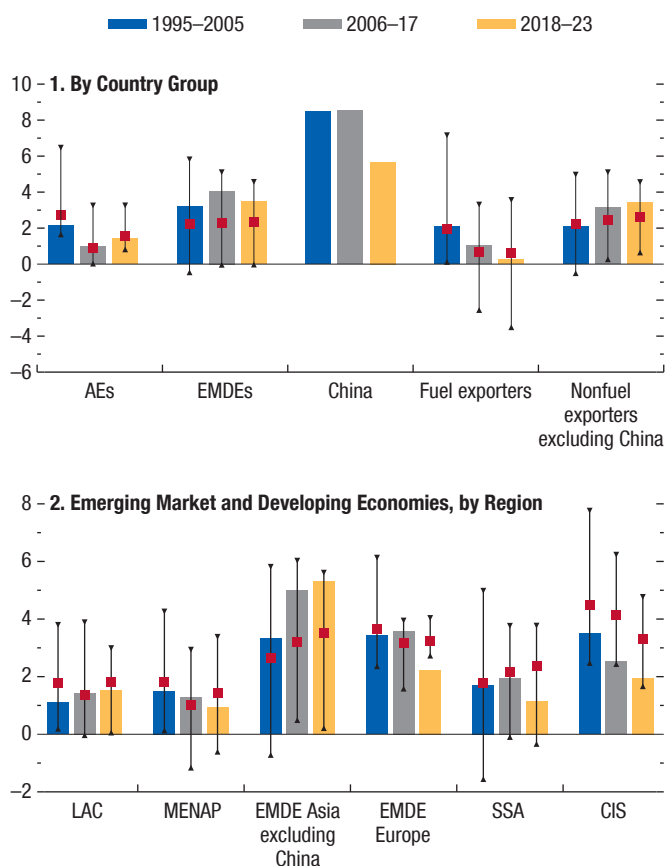 1995–2005 2006–17 2018–23
1. By Country Group
10
8
6
4
2
0
−2
−4
−6
AEs EMDEs China Fuel exporters Nonfuel
exporters
excluding China
2. Emerging Market and Developing Economies, by Region
8
6
4
2
0
−2
LAC MENAP EMDE Asia EMDE SSA CIS
excluding Europe
China